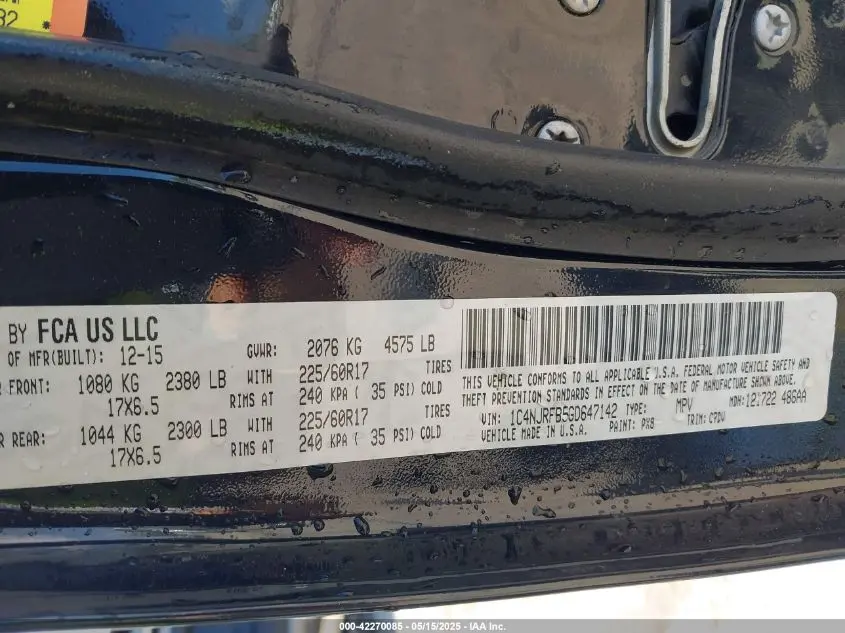 32
BY FCA US LLC
OF MFR(BUILT): 12-15 GVWR: 2076 KG 4575 LB
FRONT: 1080 KG 2380 LB WITH 225/60R17 TIRES
17X6.5 RIMS AT 240 KPA ( 35 PSI) COLD
REAR: 1044 KG 2300 LB WITH 225/60R17 TIRES
17X6.5 RIMS AT 240 KPA ( 35 PSI) COLD
THIS VEHICLE CONFORMS TO ALL APPLICABLE U.S.A. FEDERAL MOTOR VEHICLE SAFETY AND
THEFT PREVENTION STANDARDS IN EFFECT ON THE DATE OF MANUFACTURE SHOWN ABOVE.
VIN: 1C4NJRFB5GD647142 TYPE: MPV MDH: 121722 486AA
VEHICLE MADE IN U.S.A. PAINT: PX8 TRIM: C7DV
000-42270085 - 05/15/2025 - IAA Inc.